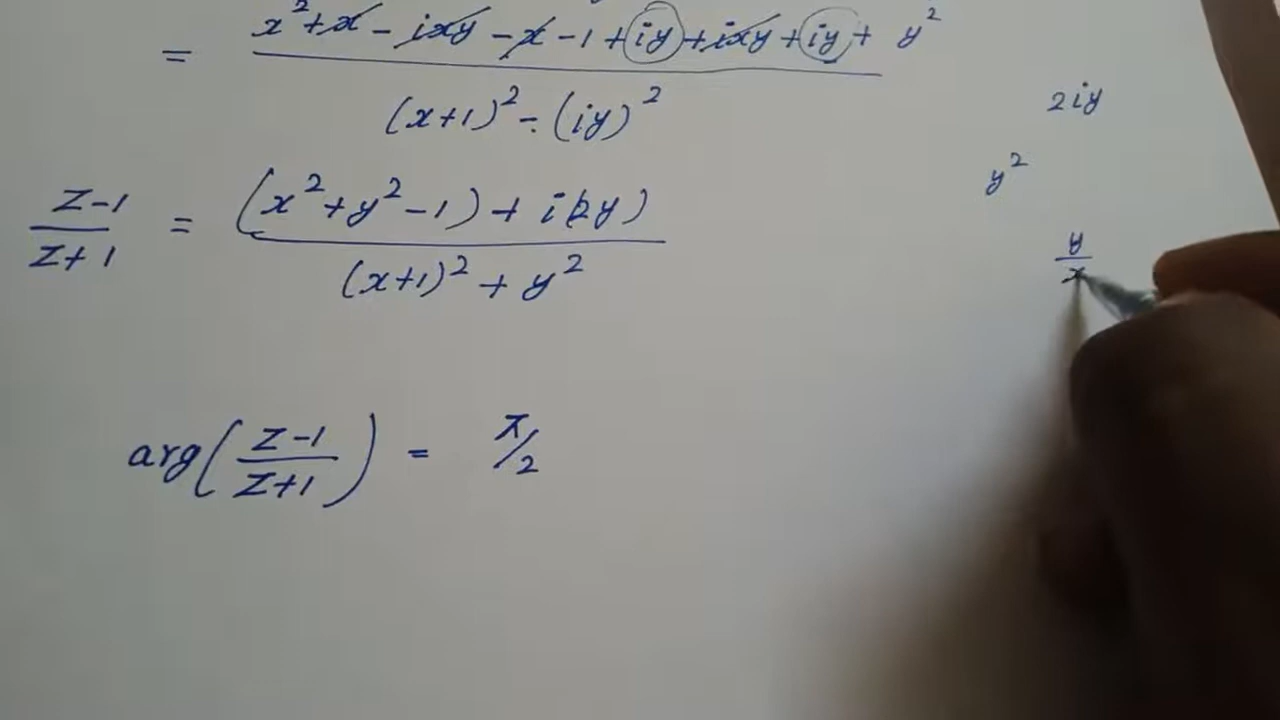 = x² + x - ixy - x - 1 + iy + ixy + iy + y² / (x+1)² - (iy)²
2iy
y²
z-1 / z+1 = (x² + y² - 1) + i(2y) / (x+1)² + y²
y/x
arg(z-1 / z+1) = π/2